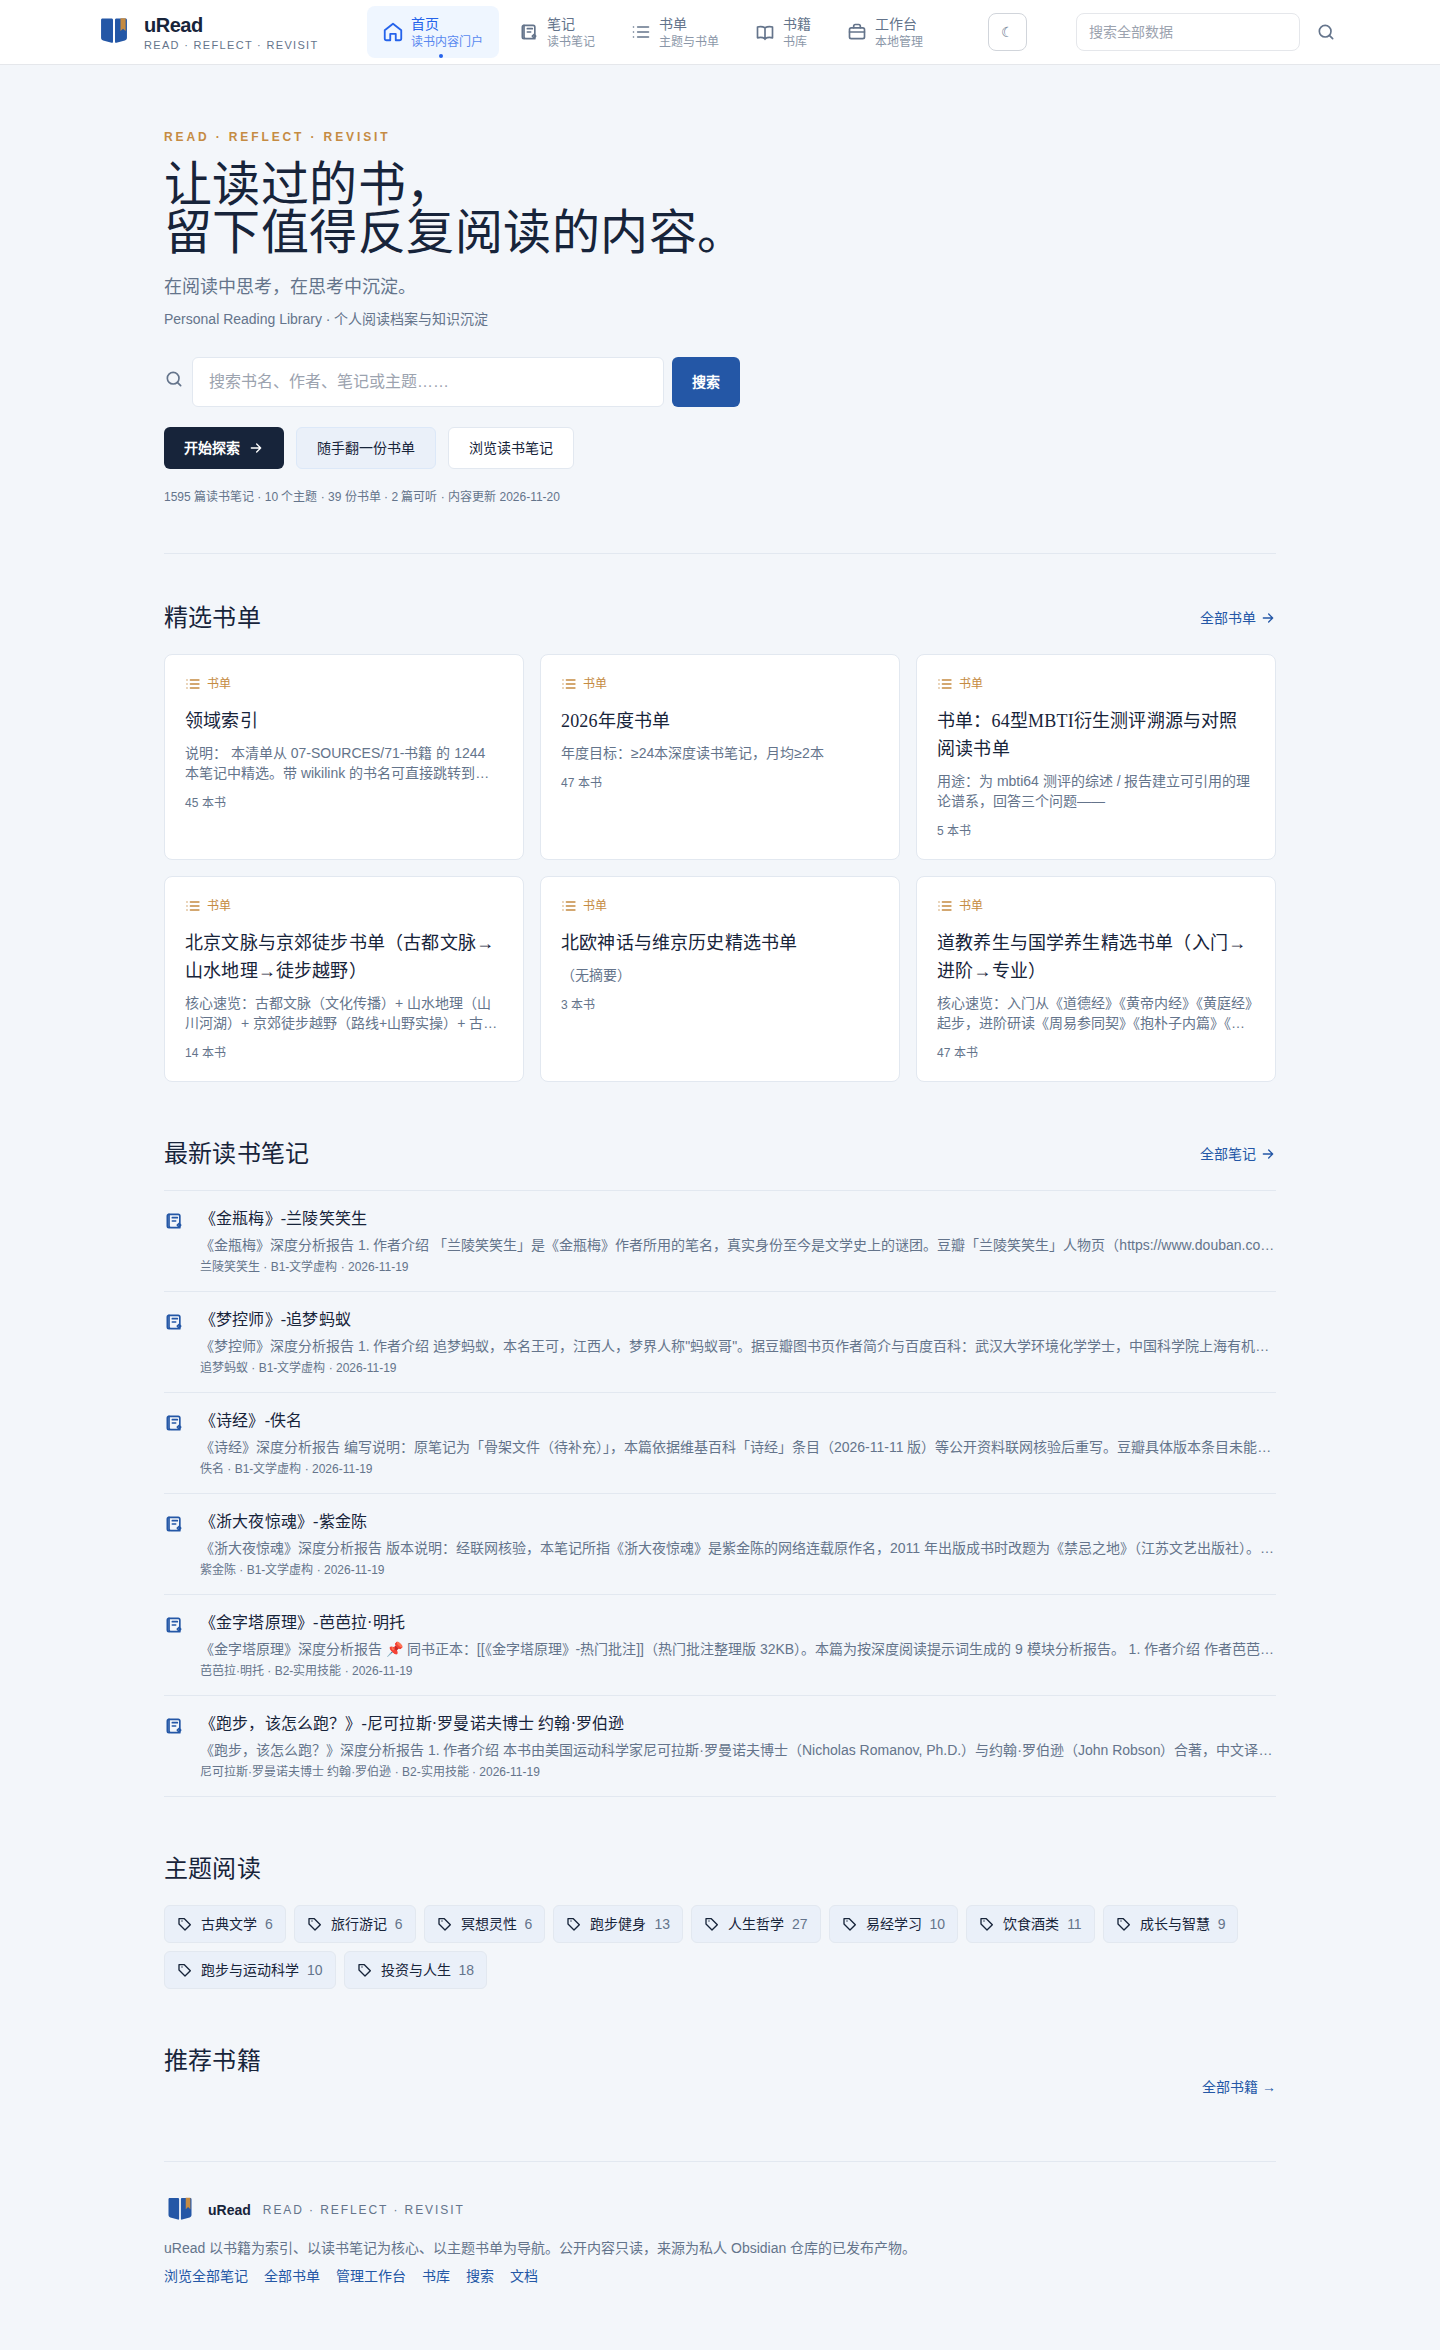 uRead
READ · REFLECT · REVISIT
首页
读书内容门户
笔记
读书笔记
书单
主题与书单
书籍
书库
工作台
本地管理
搜索全部数据
READ · REFLECT · REVISIT
让读过的书，
留下值得反复阅读的内容。
在阅读中思考，在思考中沉淀。
Personal Reading Library · 个人阅读档案与知识沉淀
搜索书名、作者、笔记或主题……
搜索
开始探索 →
随手翻一份书单
浏览读书笔记
1595 篇读书笔记 · 10 个主题 · 39 份书单 · 2 篇可听 · 内容更新 2026-11-20
精选书单
全部书单 →
书单
领域索引
说明： 本清单从 07-SOURCES/71-书籍 的 1244
本笔记中精选。带 wikilink 的书名可直接跳转到…
45 本书
书单
2026年度书单
年度目标：≥24本深度读书笔记，月均≥2本
47 本书
书单
书单：64型MBTI衍生测评溯源与对照
阅读书单
用途：为 mbti64 测评的综述 / 报告建立可引用的理
论谱系，回答三个问题——
5 本书
书单
北京文脉与京郊徒步书单（古都文脉→
山水地理→徒步越野）
核心速览：古都文脉（文化传播）+ 山水地理（山
川河湖）+ 京郊徒步越野（路线+山野实操）+ 古…
14 本书
书单
北欧神话与维京历史精选书单
（无摘要）
3 本书
书单
道教养生与国学养生精选书单（入门→
进阶→专业）
核心速览：入门从《道德经》《黄帝内经》《黄庭经》
起步，进阶研读《周易参同契》《抱朴子内篇》《…
47 本书
最新读书笔记
全部笔记 →
《金瓶梅》-兰陵笑笑生
《金瓶梅》深度分析报告 1. 作者介绍 「兰陵笑笑生」是《金瓶梅》作者所用的笔名，真实身份至今是文学史上的谜团。豆瓣「兰陵笑笑生」人物页（https://www.douban.co…
兰陵笑笑生 · B1-文学虚构 · 2026-11-19
《梦控师》-追梦蚂蚁
《梦控师》深度分析报告 1. 作者介绍 追梦蚂蚁，本名王可，江西人，梦界人称"蚂蚁哥"。据豆瓣图书页作者简介与百度百科：武汉大学环境化学学士，中国科学院上海有机…
追梦蚂蚁 · B1-文学虚构 · 2026-11-19
《诗经》-佚名
《诗经》深度分析报告 编写说明：原笔记为「骨架文件（待补充）」，本篇依据维基百科「诗经」条目（2026-11-11 版）等公开资料联网核验后重写。豆瓣具体版本条目未能…
佚名 · B1-文学虚构 · 2026-11-19
《浙大夜惊魂》-紫金陈
《浙大夜惊魂》深度分析报告 版本说明：经联网核验，本笔记所指《浙大夜惊魂》是紫金陈的网络连载原作名，2011 年出版成书时改题为《禁忌之地》（江苏文艺出版社）。…
紫金陈 · B1-文学虚构 · 2026-11-19
《金字塔原理》-芭芭拉·明托
《金字塔原理》深度分析报告 📌 同书正本：[[《金字塔原理》-热门批注]]（热门批注整理版 32KB）。本篇为按深度阅读提示词生成的 9 模块分析报告。 1. 作者介绍 作者芭芭…
芭芭拉·明托 · B2-实用技能 · 2026-11-19
《跑步，该怎么跑？》-尼可拉斯·罗曼诺夫博士 约翰·罗伯逊
《跑步，该怎么跑？》深度分析报告 1. 作者介绍 本书由美国运动科学家尼可拉斯·罗曼诺夫博士（Nicholas Romanov, Ph.D.）与约翰·罗伯逊（John Robson）合著，中文译…
尼可拉斯·罗曼诺夫博士 约翰·罗伯逊 · B2-实用技能 · 2026-11-19
主题阅读
古典文学 6
旅行游记 6
冥想灵性 6
跑步健身 13
人生哲学 27
易经学习 10
饮食酒类 11
成长与智慧 9
跑步与运动科学 10
投资与人生 18
推荐书籍
全部书籍 →
uRead READ · REFLECT · REVISIT
uRead 以书籍为索引、以读书笔记为核心、以主题书单为导航。公开内容只读，来源为私人 Obsidian 仓库的已发布产物。
浏览全部笔记 全部书单 管理工作台 书库 搜索 文档